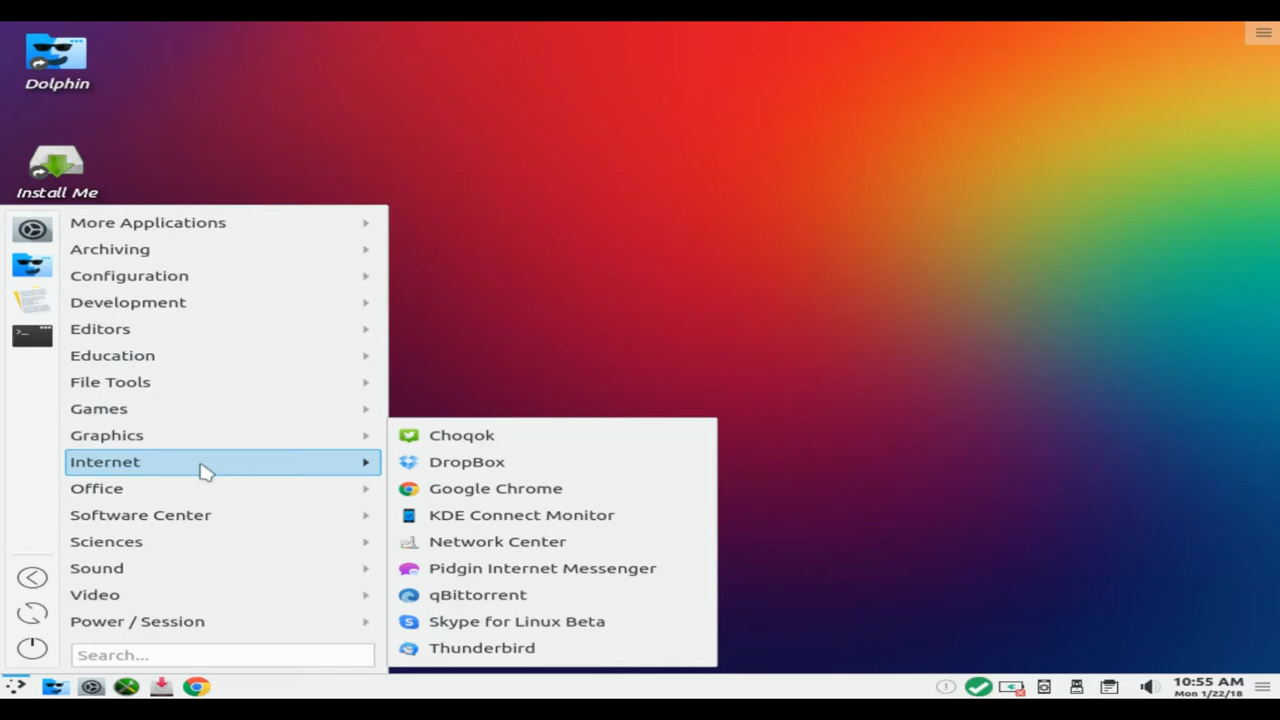 Dolphin
Install Me
More Applications
Archiving
Configuration
Development
Editors
Education
File Tools
Games
Graphics
Internet
Office
Software Center
Sciences
Sound
Video
Power / Session
Search...
Choqok
DropBox
Google Chrome
KDE Connect Monitor
Network Center
Pidgin Internet Messenger
qBittorrent
Skype for Linux Beta
Thunderbird
10:55 AM
Mon 1/22/18